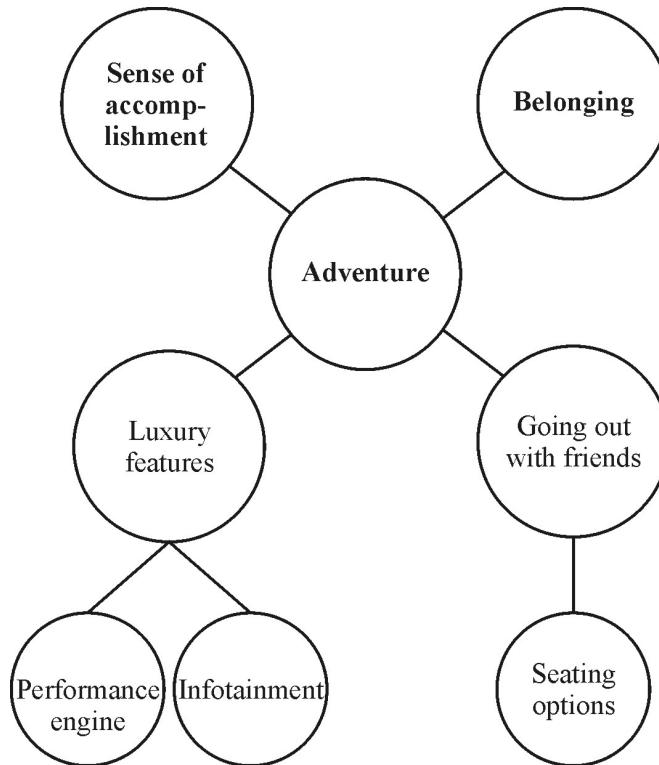 Sense of
accomp-
lishment
Belonging
Adventure
Luxury
features
Going out
with friends
Performance
engine
Infotainment
Seating
options